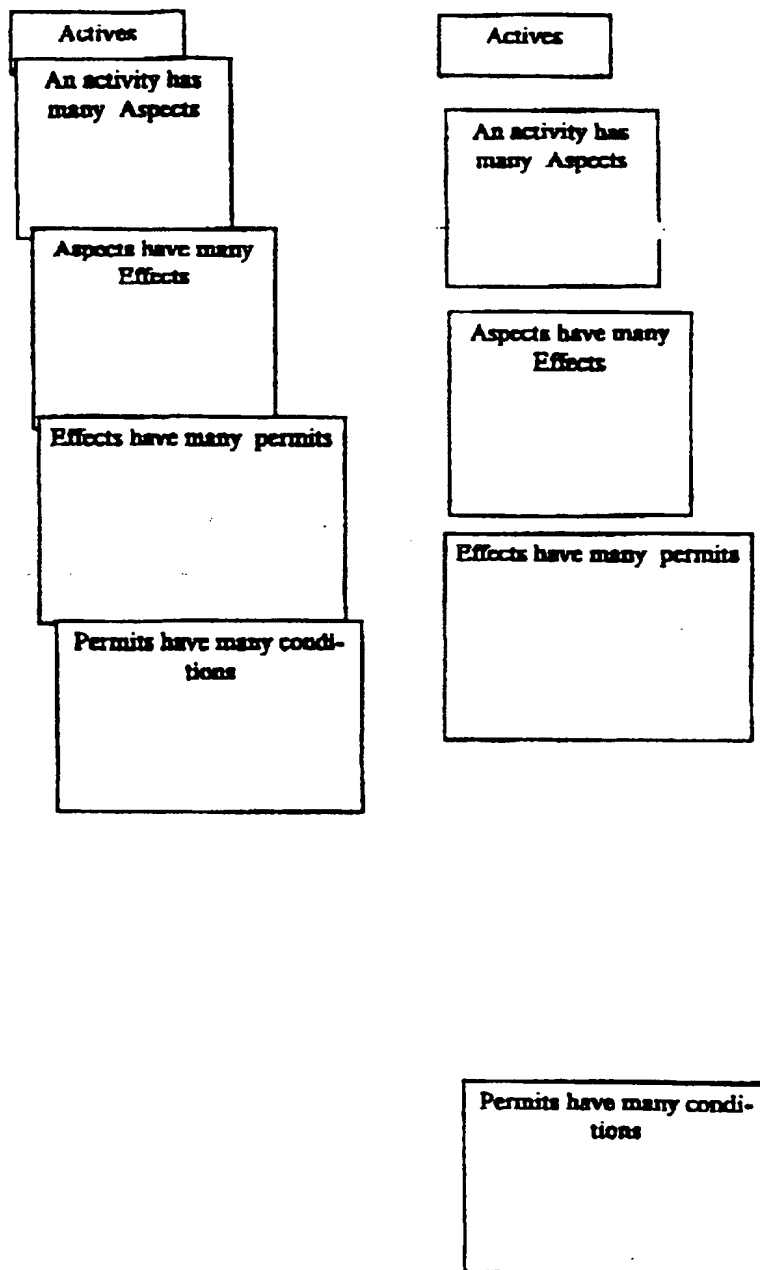 Actives
An activity has
many Aspects
Aspects have many
Effects
Effects have many permits
Permits have many condi-
tions
Actives
An activity has
many Aspects
Aspects have many
Effects
Effects have many permits
Permits have many condi-
tions